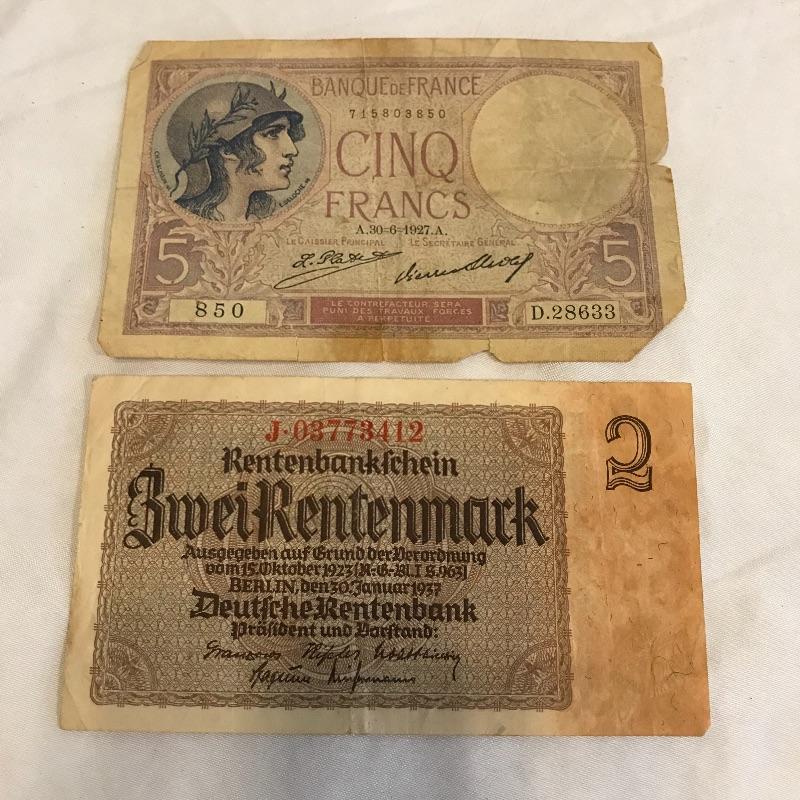 BANQUE DE FRANCE
715803850
CINQ
FRANCS
A.30=6=1927.A.
LE CAISSIER PRINCIPAL LE SECRÉTAIRE GÉNÉRAL
5 5
850 LE CONTREFACTEUR SERA D.28633
PUNI DES TRAVAUX FORCÉS
A PERPÉTUITÉ
J·03773412
2
Rentenbankschein
Zwei Rentenmark
Ausgegeben auf Grund der Verordnung
vom 15. Oktober 1923 (R-G-Bl. I S. 963)
BERLIN, den 30. Januar 1937
Deutsche Rentenbank
Präsident und Vorstand: